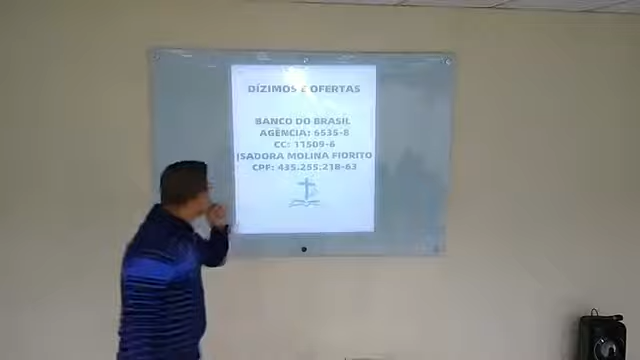 DÍZIMOS E OFERTAS
BANCO DO BRASIL
AGÊNCIA: 6535-8
CC: 11509-6
ISADORA MOLINA FIORITO
CPF: 435.255.218-63